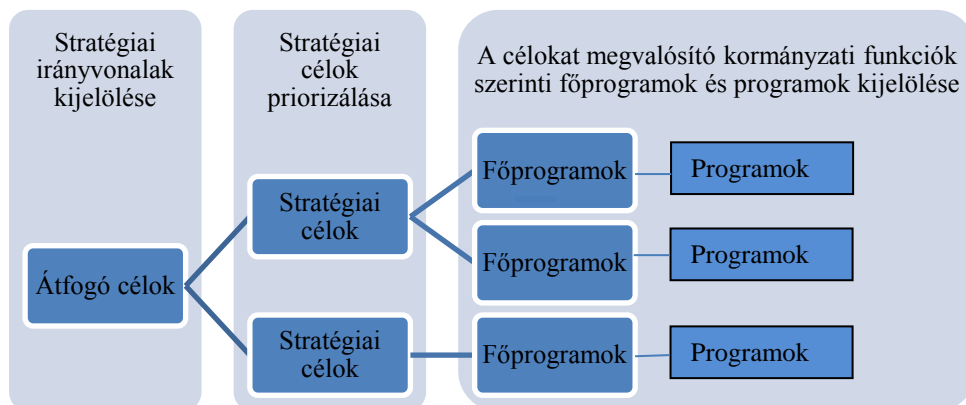 Stratégiai
irányvonalak
kijelölése
Stratégiai
célok
priorizálása
A célokat megvalósító kormányzati funkciók
szerinti főprogramok és programok kijelölése
Átfogó célok
Stratégiai
célok
Stratégiai
célok
Főprogramok
Programok
Főprogramok
Programok
Főprogramok
Programok